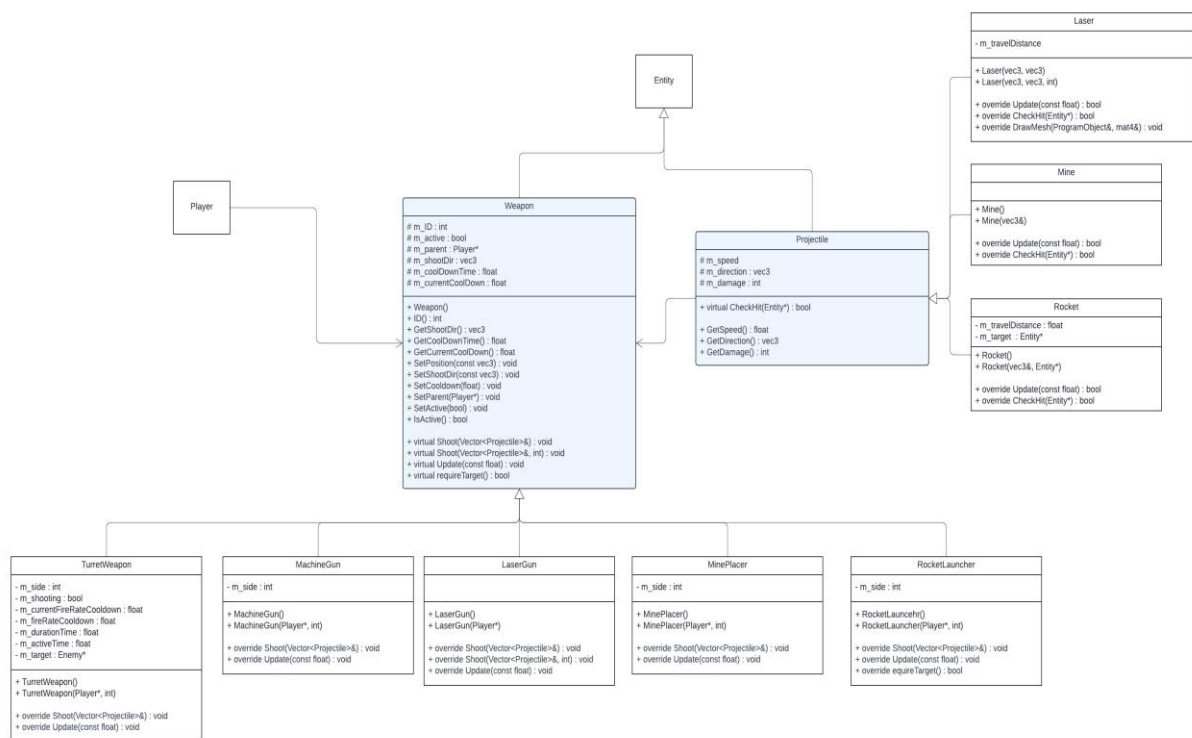 Laser
- m_travelDistance
+ Laser(vec3, vec3)
+ Laser(vec3, vec3, int)
+ override Update(const float) : bool
+ override CheckHit(Entity*) : bool
+ override DrawMesh(ProgramObject&, mat4&) : void
Entity
Mine
+ Mine()
+ Mine(vec3&)
+ override Update(const float) : bool
+ override CheckHit(Entity*) : bool
Player
Weapon
# m_ID : int
# m_active : bool
# m_parent : Player*
# m_shootDir : vec3
# m_coolDownTime : float
# m_currentCoolDown : float
+ Weapon()
+ ID() : int
+ GetShootDir() : vec3
+ GetCoolDownTime() : float
+ GetCurrentCoolDown() : float
+ SetPosition(const vec3) : void
+ SetShootDir(const vec3) : void
+ SetCooldown(float) : void
+ SetParent(Player*) : void
+ SetActive(bool) : void
+ IsActive() : bool
+ virtual Shoot(Vector<Projectile>&) : void
+ virtual Shoot(Vector<Projectile>&, int) : void
+ virtual Update(const float) : void
+ virtual requireTarget() : bool
Projectile
# m_speed
# m_direction : vec3
# m_damage : int
+ virtual CheckHit(Entity*) : bool
+ GetSpeed() : float
+ GetDirection() : vec3
+ GetDamage() : int
Rocket
- m_travelDistance : float
- m_target : Entity*
+ Rocket()
+ Rocket(vec3&, Entity*)
+ override Update(const float) : bool
+ override CheckHit(Entity*) : bool
TurretWeapon
- m_side : int
- m_shooting : bool
- m_currentFireRateCooldown : float
- m_fireRateCooldown : float
- m_durationTime : float
- m_activeTime : float
- m_target : Enemy*
+ TurretWeapon()
+ TurretWeapon(Player*, int)
+ override Shoot(Vector<Projectile>&) : void
+ override Update(const float) : void
MachineGun
- m_side : int
+ MachineGun()
+ MachineGun(Player*, int)
+ override Shoot(Vector<Projectile>&) : void
+ override Update(const float) : void
LaserGun
+ LaserGun()
+ LaserGun(Player*)
+ override Shoot(Vector<Projectile>&) : void
+ override Shoot(Vector<Projectile>&, int) : void
+ override Update(const float) : void
MinePlacer
- m_side : int
+ MinePlacer()
+ MinePlacer(Player*, int)
+ override Shoot(Vector<Projectile>&) : void
+ override Update(const float) : void
RocketLauncher
- m_side : int
+ RocketLauncehr()
+ RocketLauncher(Player*, int)
+ override Shoot(Vector<Projectile>&) : void
+ override Update(const float) : void
+ override equireTarget() : bool